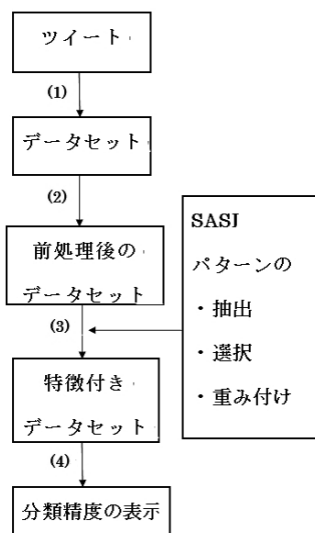 ツイート
(1)
データセット
(2)
前処理後の
データセット
(3)
特徴付き
データセット
(4)
分類精度の表示
SASJ
パターンの
・抽出
・選択
・重み付け